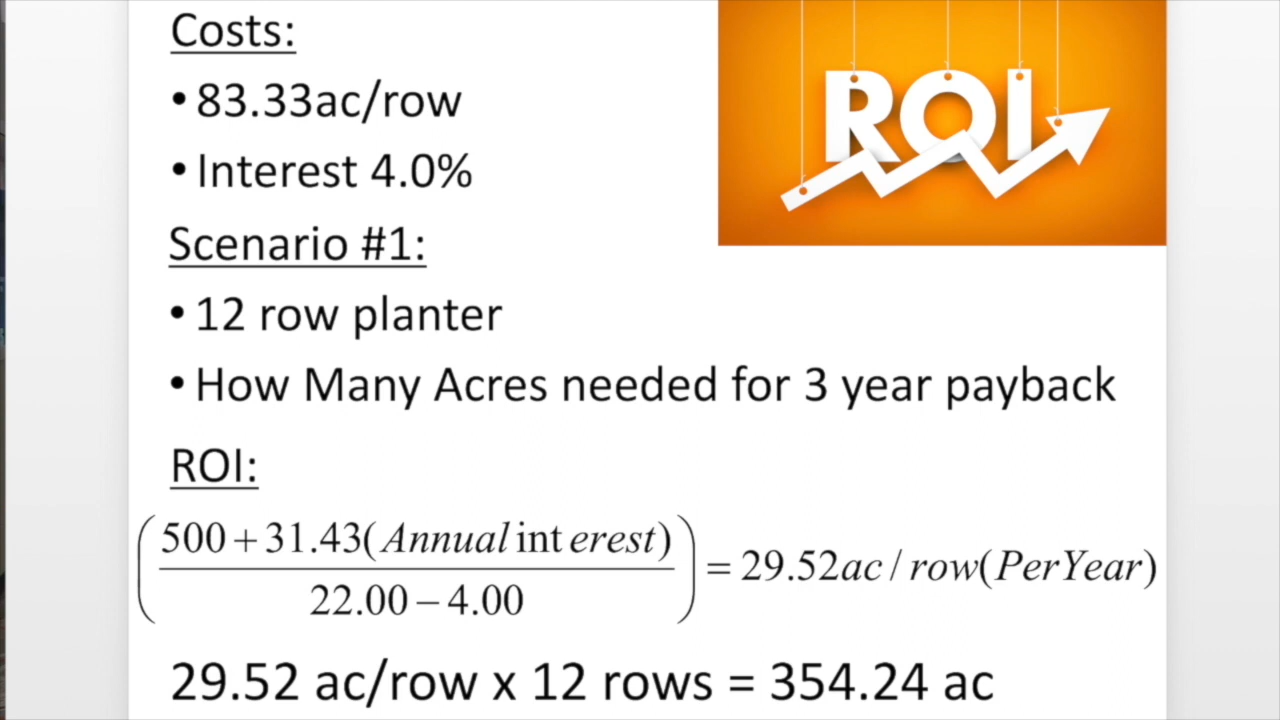 Costs:
• 83.33ac/row
• Interest 4.0%
ROI
Scenario #1:
• 12 row planter
• How Many Acres needed for 3 year payback
ROI:
(500+31.43(Annual int erest) / 22.00−4.00) = 29.52ac / row(PerYear)
29.52 ac/row x 12 rows = 354.24 ac